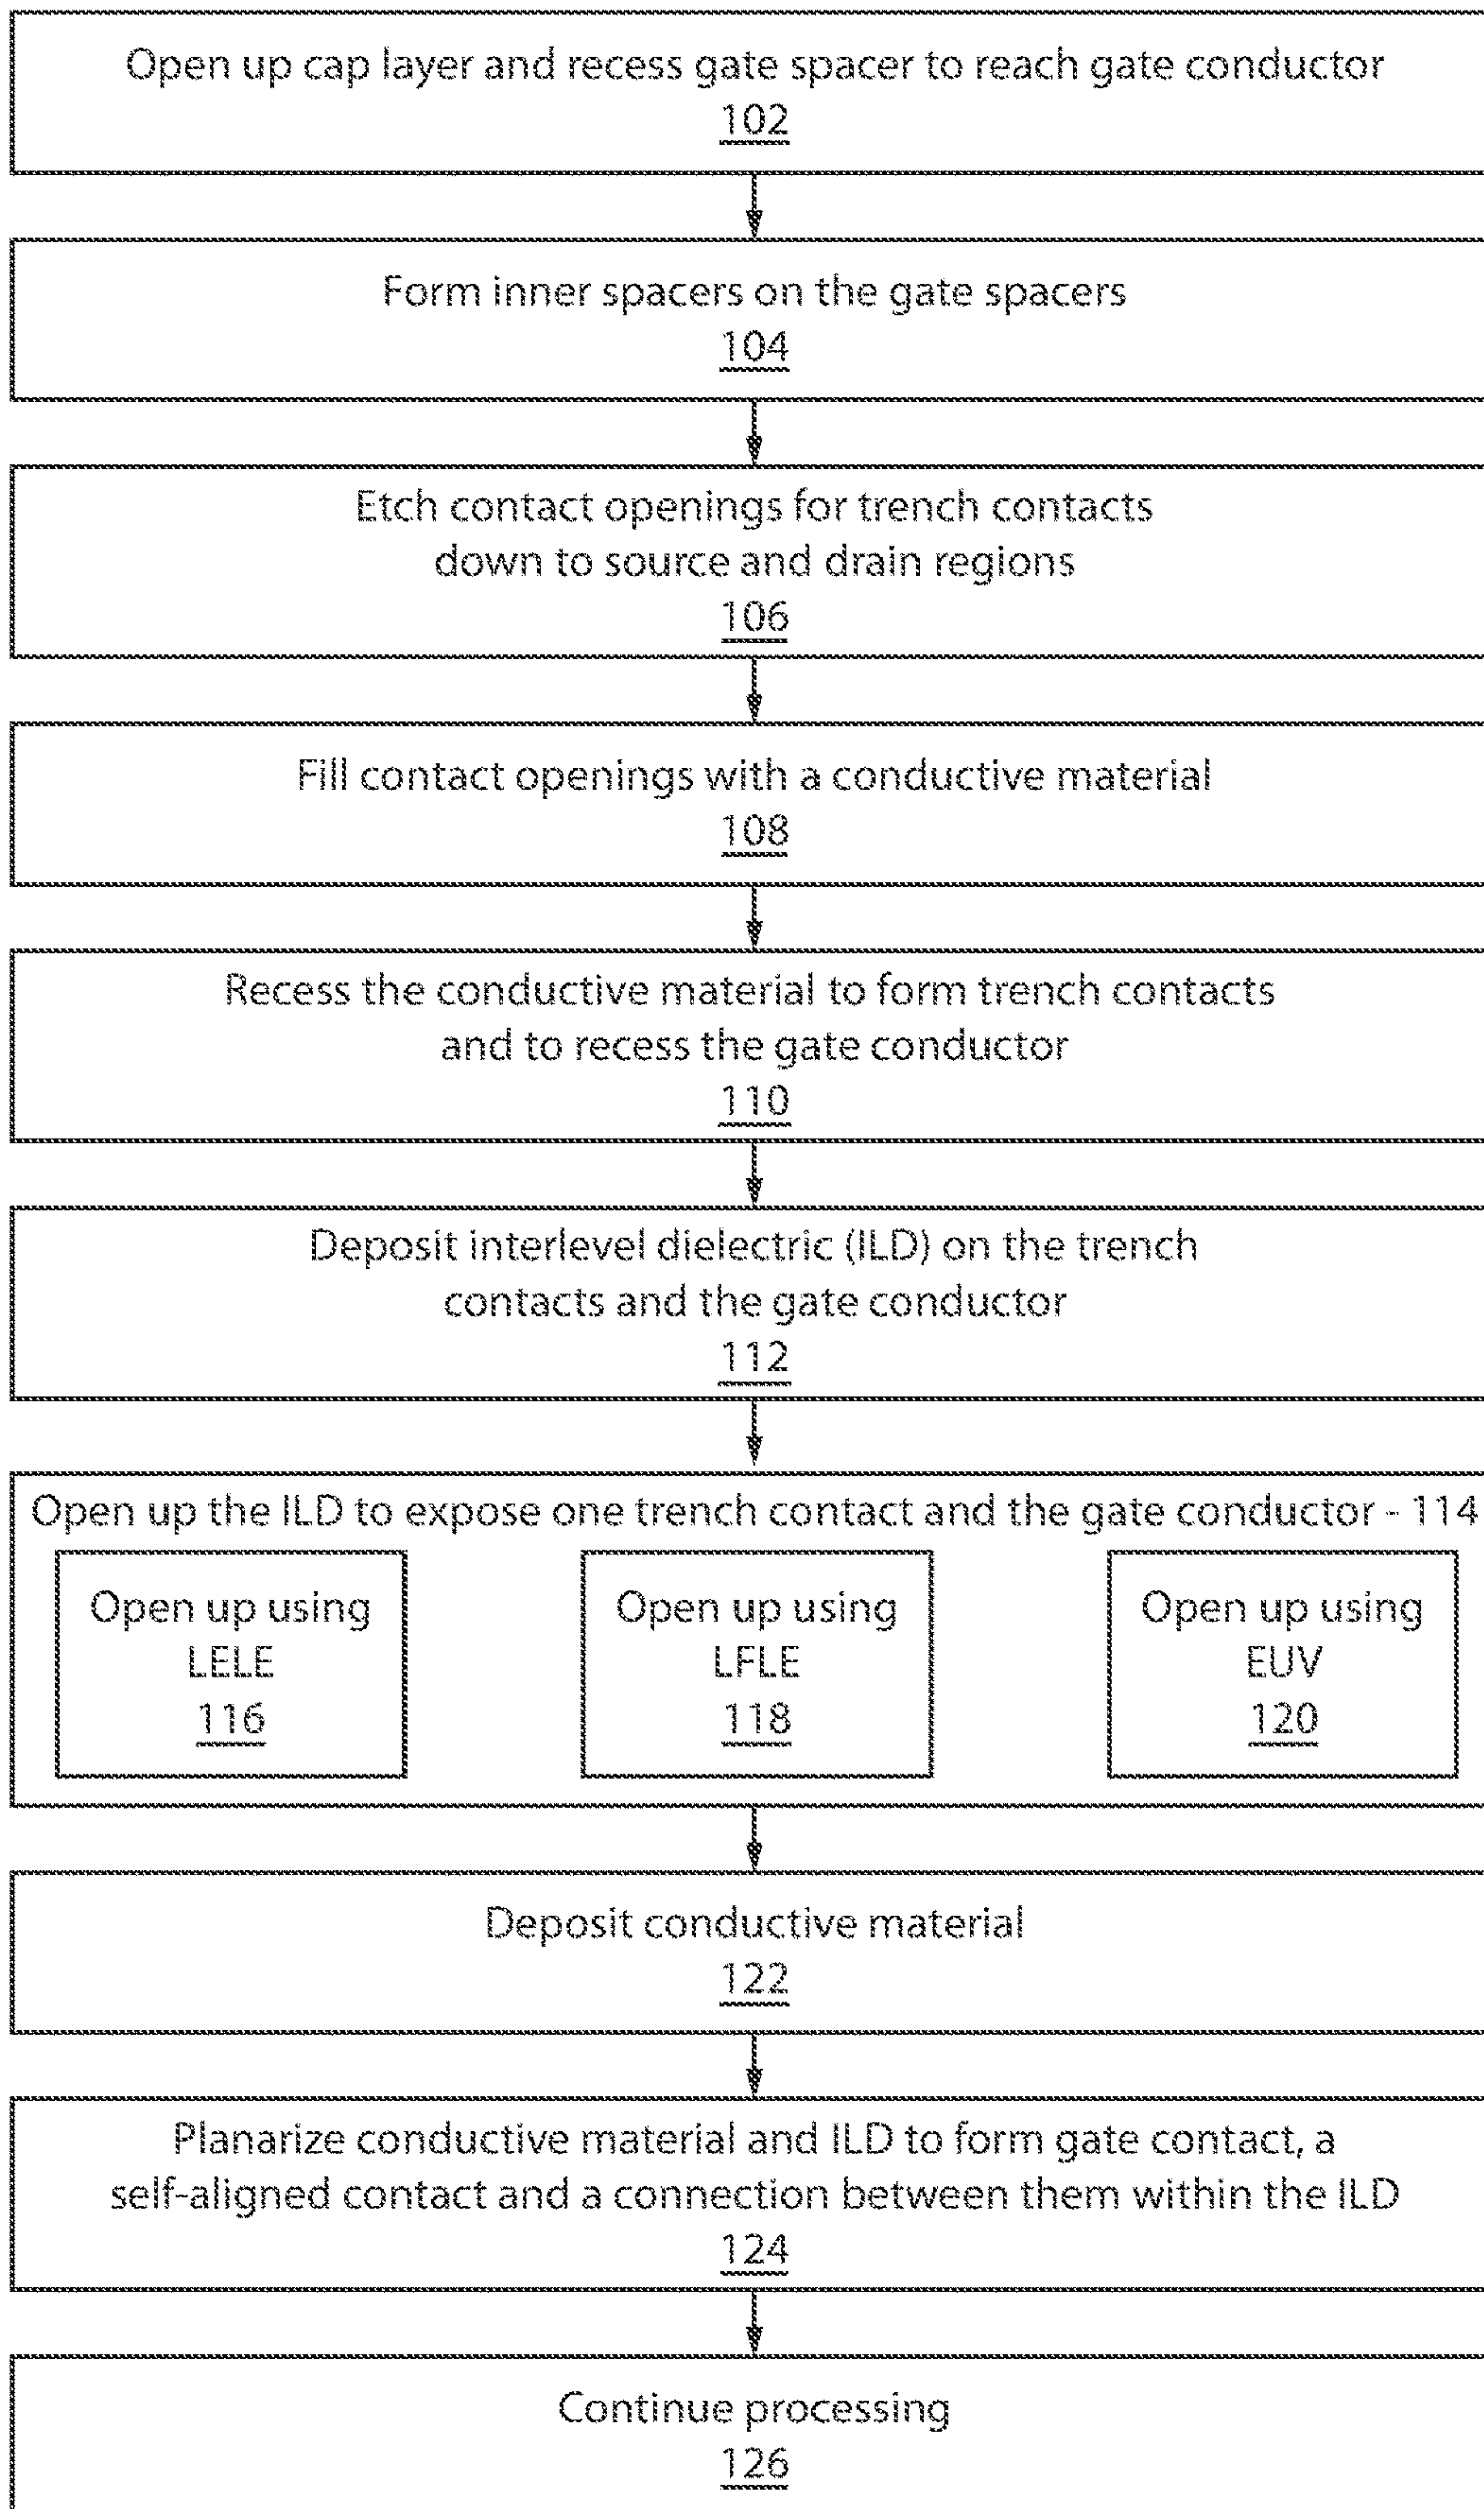 Open up cap layer and recess gate spacer to reach gate conductor
102
Form inner spacers on the gate spacers
104
Etch contact openings for trench contacts
down to source and drain regions
106
Fill contact openings with a conductive material
108
Recess the conductive material to form trench contacts
and to recess the gate conductor
110
Deposit interlevel dielectric (ILD) on the trench
contacts and the gate conductor
112
Open up the ILD to expose one trench contact and the gate conductor - 114
Open up using
LELE
116
Open up using
LFLE
118
Open up using
EUV
120
Deposit conductive material
122
Planarize conductive material and ILD to form gate contact, a
self-aligned contact and a connection between them within the ILD
124
Continue processing
126